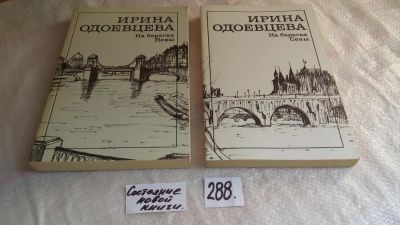 ИРИНА
ОДОЕВЦЕВА
На берегах
Невы
ИРИНА
ОДОЕВЦЕВА
На берегах
Сены
Состояние
новой
книги.
288.